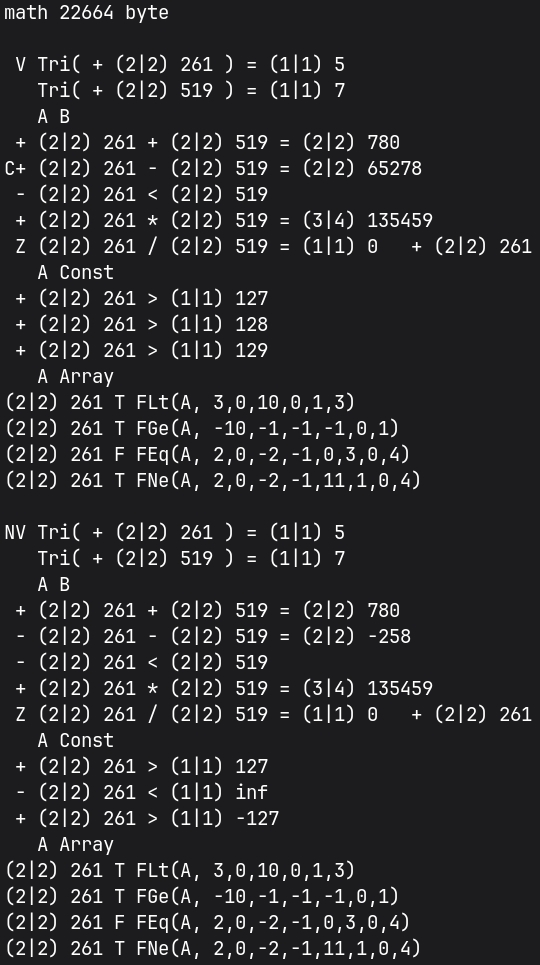 math 22664 byte

 V Tri( + (2|2) 261 ) = (1|1) 5
   Tri( + (2|2) 519 ) = (1|1) 7
   A B
 + (2|2) 261 + (2|2) 519 = (2|2) 780
C+ (2|2) 261 - (2|2) 519 = (2|2) 65278
 - (2|2) 261 < (2|2) 519
 + (2|2) 261 * (2|2) 519 = (3|4) 135459
 Z (2|2) 261 / (2|2) 519 = (1|1) 0   + (2|2) 261
   A Const
 + (2|2) 261 > (1|1) 127
 + (2|2) 261 > (1|1) 128
 + (2|2) 261 > (1|1) 129
   A Array
(2|2) 261 T FLt(A, 3,0,10,0,1,3)
(2|2) 261 T FGe(A, -10,-1,-1,-1,0,1)
(2|2) 261 F FEq(A, 2,0,-2,-1,0,3,0,4)
(2|2) 261 T FNe(A, 2,0,-2,-1,11,1,0,4)

NV Tri( + (2|2) 261 ) = (1|1) 5
   Tri( + (2|2) 519 ) = (1|1) 7
   A B
 + (2|2) 261 + (2|2) 519 = (2|2) 780
 - (2|2) 261 - (2|2) 519 = (2|2) -258
 - (2|2) 261 < (2|2) 519
 + (2|2) 261 * (2|2) 519 = (3|4) 135459
 Z (2|2) 261 / (2|2) 519 = (1|1) 0   + (2|2) 261
   A Const
 + (2|2) 261 > (1|1) 127
 - (2|2) 261 < (1|1) inf
 + (2|2) 261 > (1|1) -127
   A Array
(2|2) 261 T FLt(A, 3,0,10,0,1,3)
(2|2) 261 T FGe(A, -10,-1,-1,-1,0,1)
(2|2) 261 F FEq(A, 2,0,-2,-1,0,3,0,4)
(2|2) 261 T FNe(A, 2,0,-2,-1,11,1,0,4)